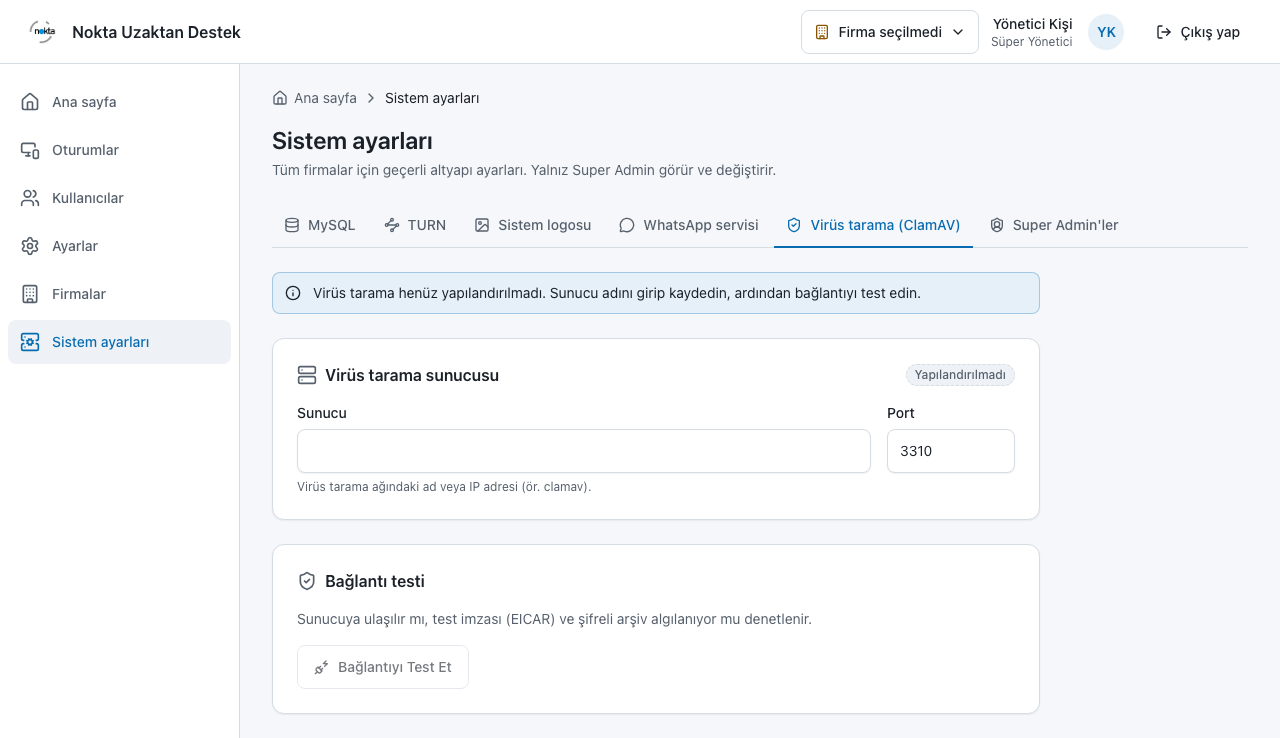 nokta
Nokta Uzaktan Destek
Firma seçilmedi
Yönetici Kişi
Süper Yönetici
YK
Çıkış yap
Ana sayfa
Oturumlar
Kullanıcılar
Ayarlar
Firmalar
Sistem ayarları
Ana sayfa
Sistem ayarları
Sistem ayarları
Tüm firmalar için geçerli altyapı ayarları. Yalnız Super Admin görür ve değiştirir.
MySQL
TURN
Sistem logosu
WhatsApp servisi
Virüs tarama (ClamAV)
Super Admin'ler
Virüs tarama henüz yapılandırılmadı. Sunucu adını girip kaydedin, ardından bağlantıyı test edin.
Virüs tarama sunucusu
Yapılandırılmadı
Sunucu
Port
3310
Virüs tarama ağındaki ad veya IP adresi (ör. clamav).
Bağlantı testi
Sunucuya ulaşılır mı, test imzası (EICAR) ve şifreli arşiv algılanıyor mu denetlenir.
Bağlantıyı Test Et